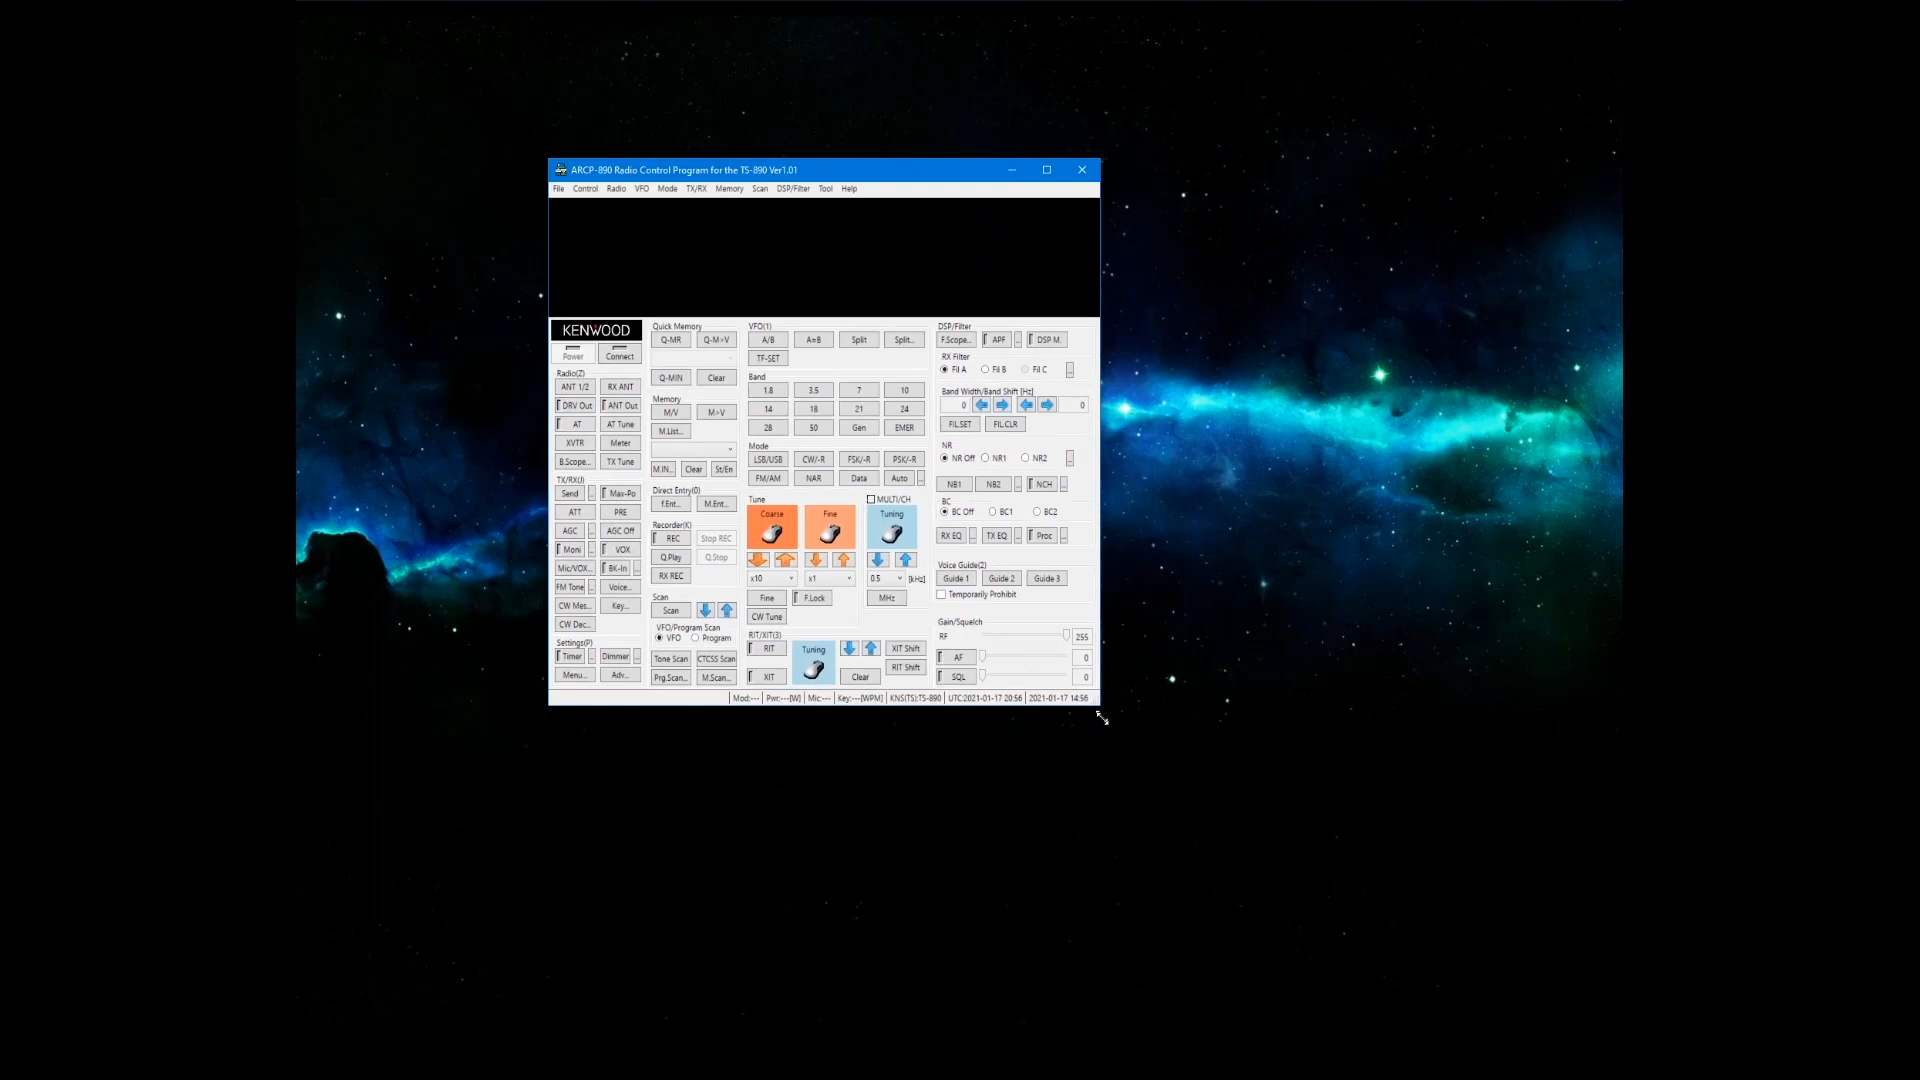 ARCP-890 Radio Control Program for the TS-890 Ver1.01
File Control Radio VFO Mode TX/RX Memory Scan DSP/Filter Tool Help
KENWOOD
Power Connect
Radio(Z)
ANT 1/2 RX ANT
DRV Out ANT Out
AT AT Tune
XVTR Meter
B.Scope... TX Tune
TX/RX(J)
Send ... Max-Po
ATT PRE
AGC ... AGC Off
Moni ... VOX
Mic/VOX... BK-In ...
FM Tone ... Voice...
CW Mes... Key...
CW Dec...
Settings(P)
Timer ... Dimmer ...
Menu... Adv...
Quick Memory
Q-MR Q-M>V
Q-MIN Clear
Memory
M/V M>V
M.List...
M.IN... Clear St/En
Direct Entry(0)
f.Ent... M.Ent...
Recorder(K)
REC Stop REC
Q.Play Q.Stop
RX REC
Scan
Scan
VFO/Program Scan
VFO Program
Tone Scan CTCSS Scan
Prg.Scan... M.Scan...
VFO(1)
A/B A=B Split Split...
TF-SET
Band
1.8 3.5 7 10
14 18 21 24
28 50 Gen EMER
Mode
LSB/USB CW/-R FSK/-R PSK/-R
FM/AM NAR Data Auto ...
Tune MULTI/CH
Coarse Fine Tuning
x10 x1 0.5 [kHz]
Fine F.Lock MHz
CW Tune
RIT/XIT(3)
RIT Tuning XIT Shift
RIT Shift
XIT Clear
DSP/Filter
F.Scope... APF ... DSP M.
RX Filter
Fil A Fil B Fil C ...
Band Width/Band Shift [Hz]
0 0
FIL.SET FIL.CLR
NR
NR Off NR1 NR2 ...
NB1 NB2 ... NCH ...
BC
BC Off BC1 BC2
RX EQ ... TX EQ ... Proc ...
Voice Guide(2)
Guide 1 Guide 2 Guide 3
Temporarily Prohibit
Gain/Squelch
RF 255
AF 0
SQL 0
Mod:--- Pwr:---[W] Mic:--- Key:---[WPM] KNS(TS):TS-890 UTC:2021-01-17 20:56 2021-01-17 14:56